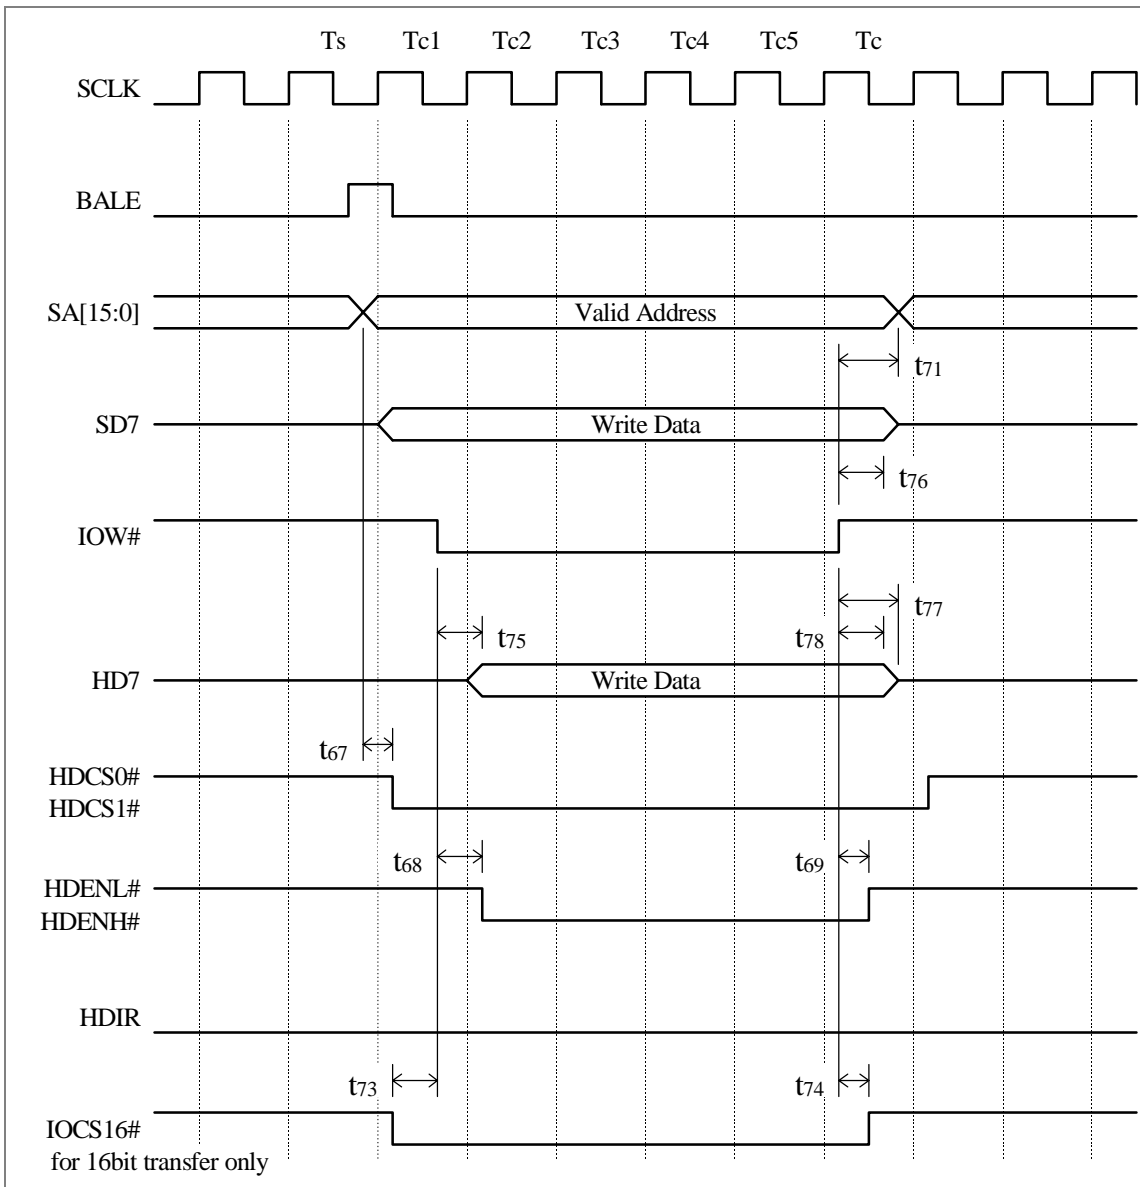 Ts Tc1 Tc2 Tc3 Tc4 Tc5 Tc
SCLK
BALE
SA[15:0] Valid Address
t71
SD7 Write Data
t76
IOW#
t77
t75 t78
HD7 Write Data
t67
HDCS0#
HDCS1#
t68 t69
HDENL#
HDENH#
HDIR
t73 t74
IOCS16#
for 16bit transfer only